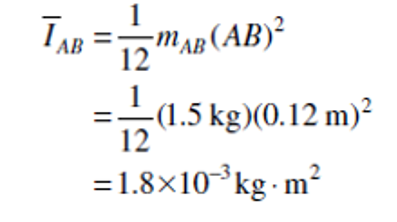 Ī_AB = 1/12 m_AB (AB)²
= 1/12 (1.5 kg)(0.12 m)²
= 1.8×10⁻³ kg · m²